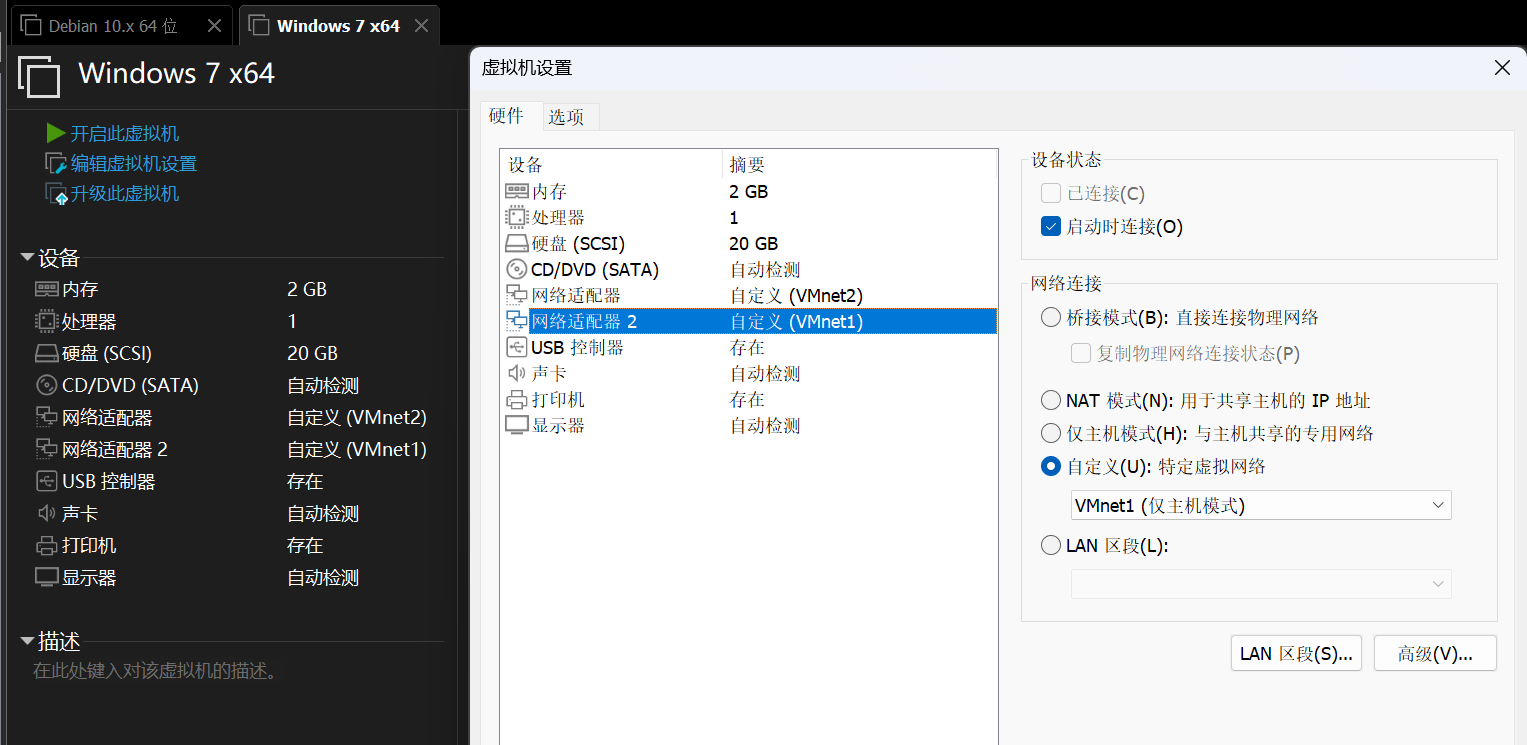 Debian 10.x 64 位
Windows 7 x64
Windows 7 x64
开启此虚拟机
编辑虚拟机设置
升级此虚拟机
设备
内存 2 GB
处理器 1
硬盘 (SCSI) 20 GB
CD/DVD (SATA) 自动检测
网络适配器 自定义 (VMnet2)
网络适配器 2 自定义 (VMnet1)
USB 控制器 存在
声卡 自动检测
打印机 存在
显示器 自动检测
描述
在此处键入对该虚拟机的描述。
虚拟机设置
硬件 选项
设备 摘要
内存 2 GB
处理器 1
硬盘 (SCSI) 20 GB
CD/DVD (SATA) 自动检测
网络适配器 自定义 (VMnet2)
网络适配器 2 自定义 (VMnet1)
USB 控制器 存在
声卡 自动检测
打印机 存在
显示器 自动检测
设备状态
已连接(C)
启动时连接(O)
网络连接
桥接模式(B): 直接连接物理网络
复制物理网络连接状态(P)
NAT 模式(N): 用于共享主机的 IP 地址
仅主机模式(H): 与主机共享的专用网络
自定义(U): 特定虚拟网络
VMnet1 (仅主机模式)
LAN 区段(L):
LAN 区段(S)... 高级(V)...